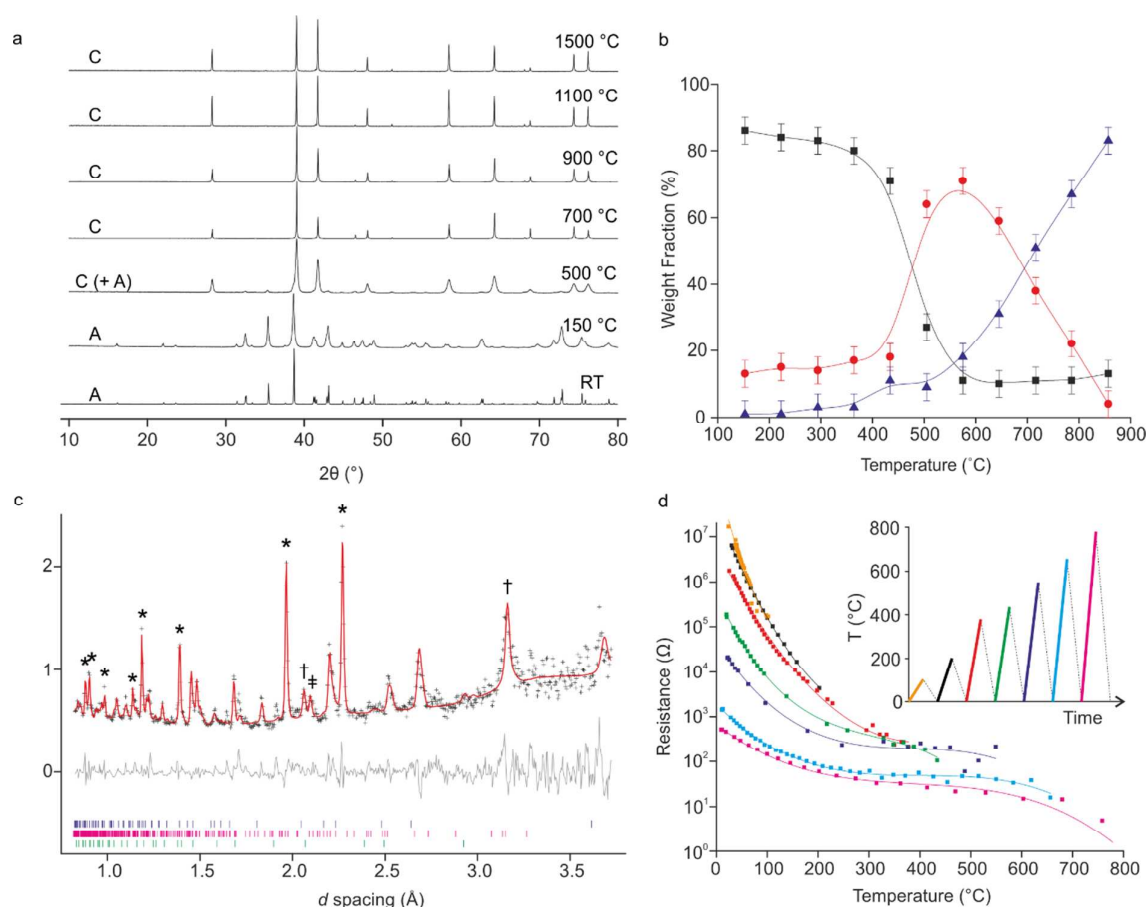 a
C 1500 °C
C 1100 °C
C 900 °C
C 700 °C
C (+ A) 500 °C
A 150 °C
A RT
10 20 30 40 50 60 70 80
2θ (°)
b
100
80
60
40
20
0
Weight Fraction (%)
100 200 300 400 500 600 700 800 900
Temperature (°C)
c
2
1
0
* * * * * * † ‡ * * †
1.0 1.5 2.0 2.5 3.0 3.5
d spacing (Å)
d
10⁷
10⁶
10⁵
10⁴
10³
10²
10¹
10⁰
Resistance (Ω)
0 100 200 300 400 500 600 700 800
Temperature (°C)
800
600
400
200
0
T (°C)
Time